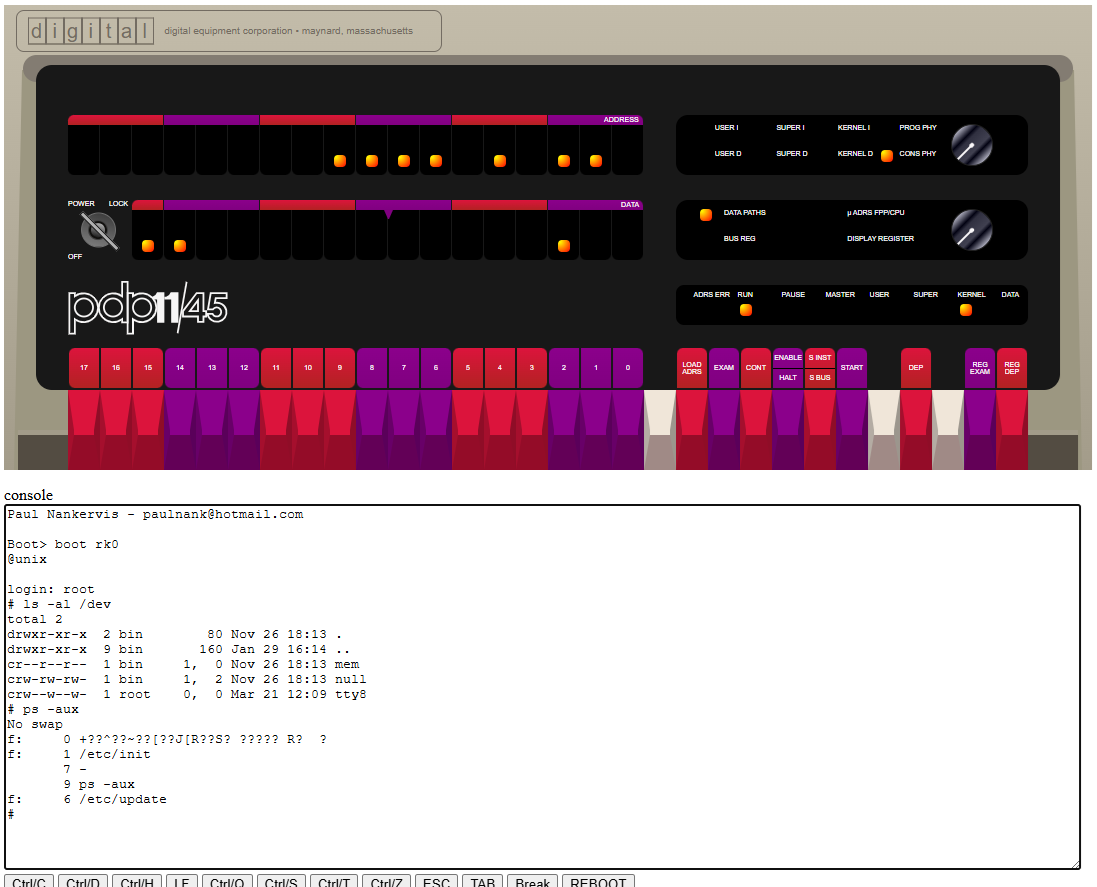 digital digital equipment corporation • maynard, massachusetts
ADDRESS
USER I SUPER I KERNEL I PROG PHY
USER D SUPER D KERNEL D CONS PHY
POWER LOCK DATA
OFF
DATA PATHS µ ADRS FPP/CPU
BUS REG DISPLAY REGISTER
pdp11/45
ADRS ERR RUN PAUSE MASTER USER SUPER KERNEL DATA
17 16 15 14 13 12 11 10 9 8 7 6 5 4 3 2 1 0
LOAD ADRS EXAM CONT ENABLE HALT S INST S BUS START DEP REG EXAM REG DEP
console
Paul Nankervis - paulnank@hotmail.com
Boot> boot rk0
@unix
login: root
# ls -al /dev
total 2
drwxr-xr-x  2 bin        80 Nov 26 18:13 .
drwxr-xr-x  9 bin       160 Jan 29 16:14 ..
cr--r--r--  1 bin     1,  0 Nov 26 18:13 mem
crw-rw-rw-  1 bin     1,  2 Nov 26 18:13 null
crw--w--w-  1 root    0,  0 Mar 21 12:09 tty8
# ps -aux
No swap
f:      0 +??^??~??[??J[R??S? ????? R?  ?
f:      1 /etc/init
        7 -
        9 ps -aux
f:      6 /etc/update
#
Ctrl/C Ctrl/D Ctrl/H LF Ctrl/Q Ctrl/S Ctrl/T Ctrl/Z ESC TAB Break REBOOT